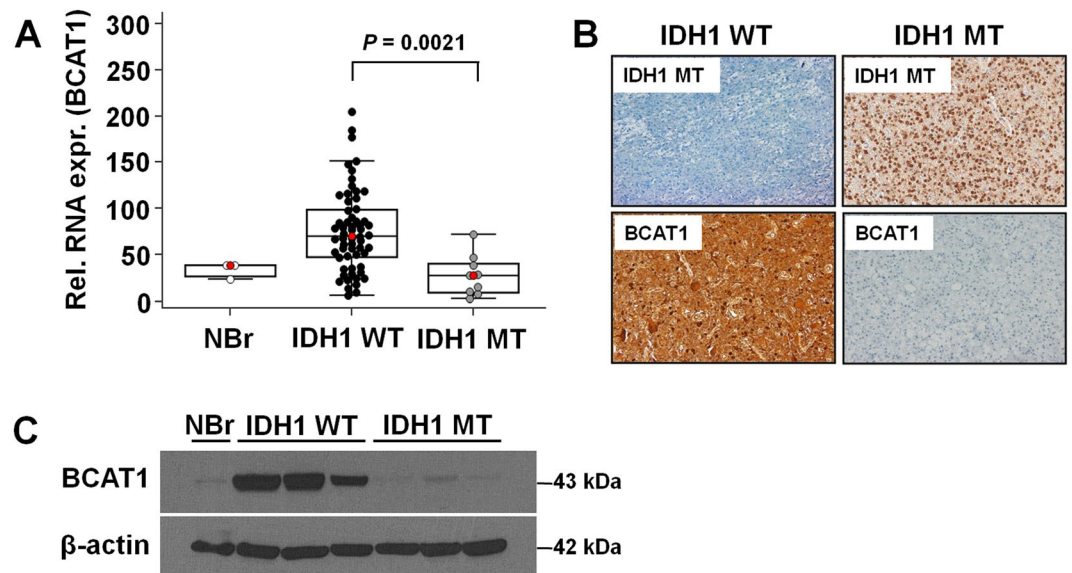 A
Rel. RNA expr. (BCAT1)
300
250
200
150
100
50
0
P = 0.0021
NBr IDH1 WT IDH1 MT
B
IDH1 WT IDH1 MT
IDH1 MT IDH1 MT
BCAT1 BCAT1
C
NBr IDH1 WT IDH1 MT
BCAT1 43 kDa
β-actin 42 kDa